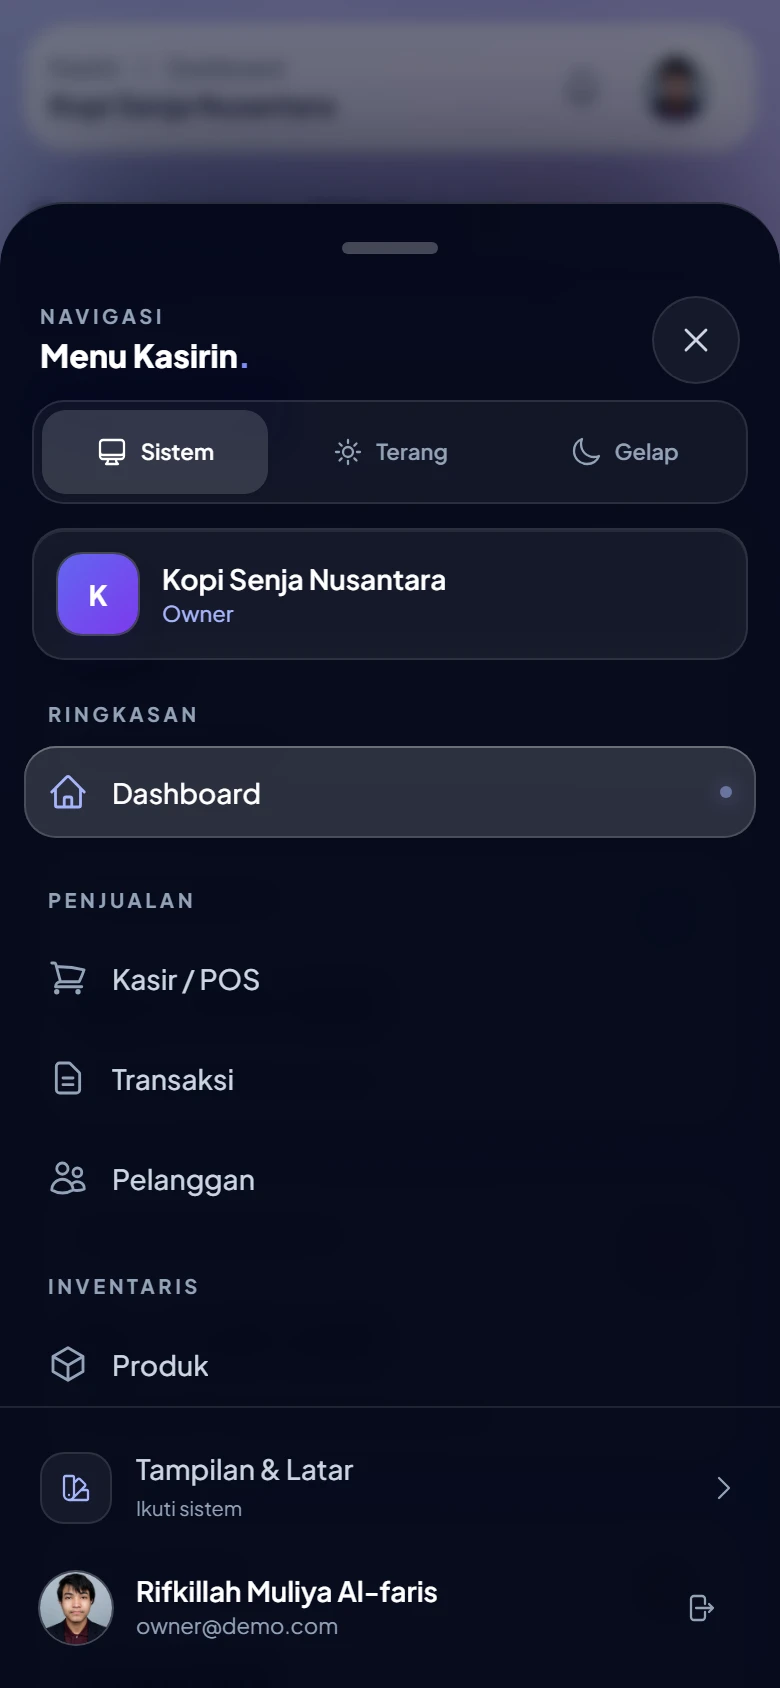 NAVIGASI
Menu Kasirin.
Sistem
Terang
Gelap
K
Kopi Senja Nusantara
Owner
RINGKASAN
Dashboard
PENJUALAN
Kasir / POS
Transaksi
Pelanggan
INVENTARIS
Produk
Tampilan & Latar
Ikuti sistem
Rifkillah Muliya Al-faris
owner@demo.com